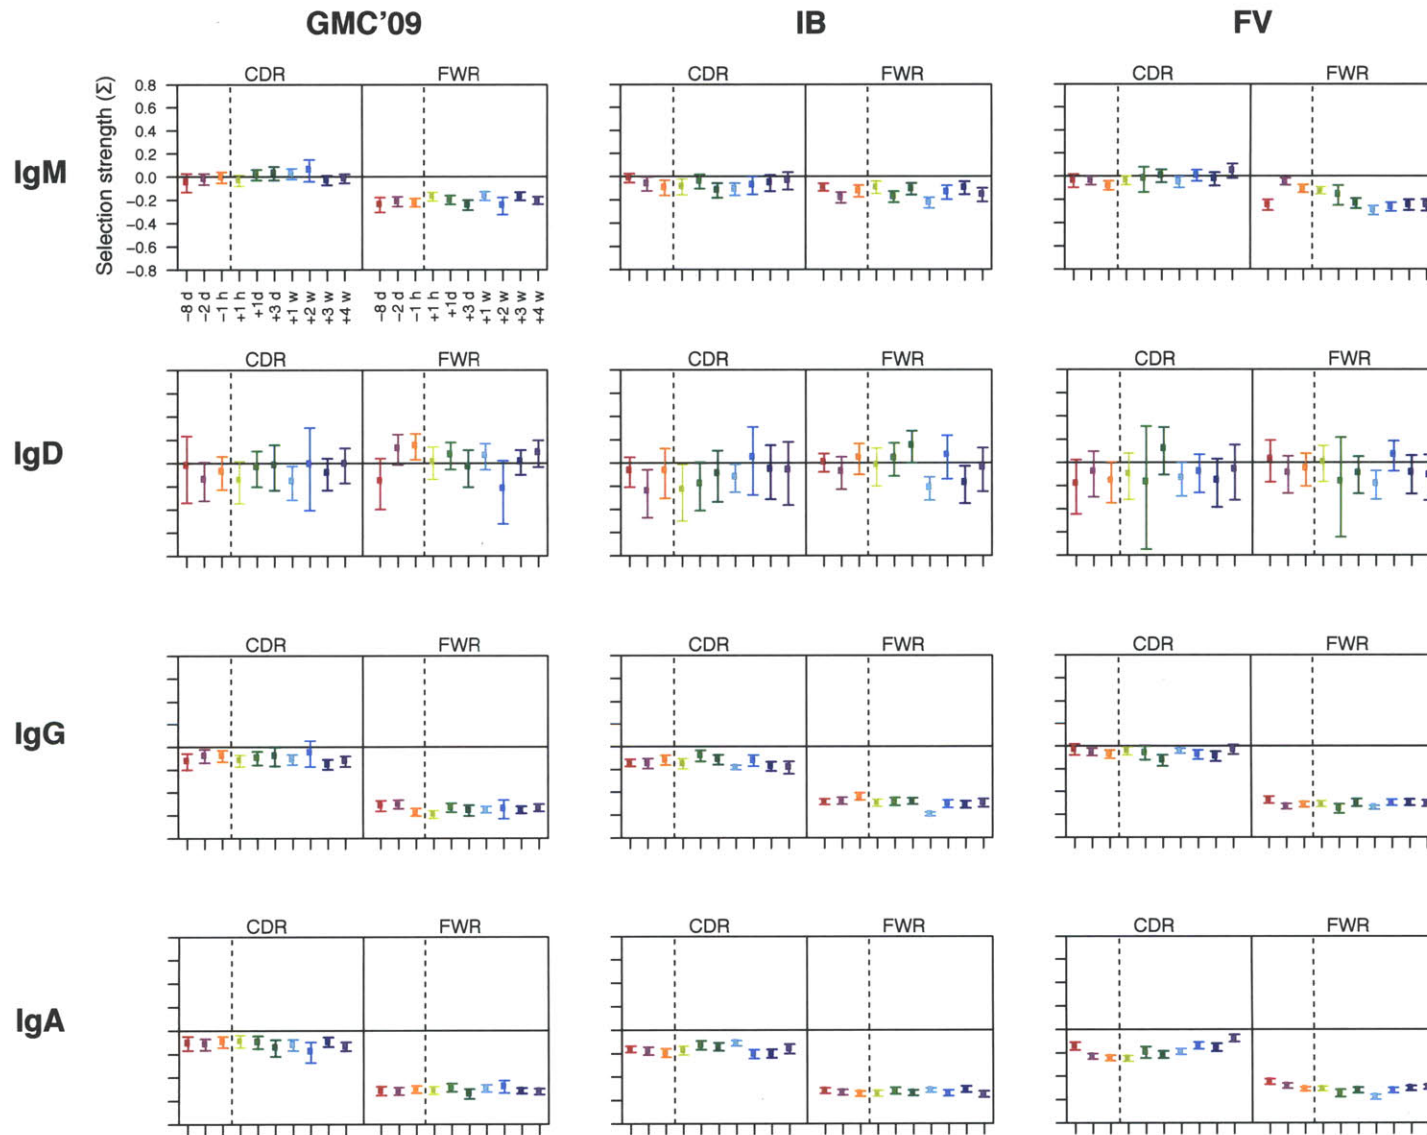 GMC’09 IB FV
CDR FWR CDR FWR CDR FWR
IgM
Selection strength (Σ)
0.8
0.6
0.4
0.2
0.0
−0.2
−0.4
−0.6
−0.8
−8 d −2 d −1 h +1 h +1d +3 d +1 w +2 w +3 w +4 w −8 d −2 d −1 h +1 h +1d +3 d +1 w +2 w +3 w +4 w
CDR FWR CDR FWR CDR FWR
IgD
CDR FWR CDR FWR CDR FWR
IgG
CDR FWR CDR FWR CDR FWR
IgA